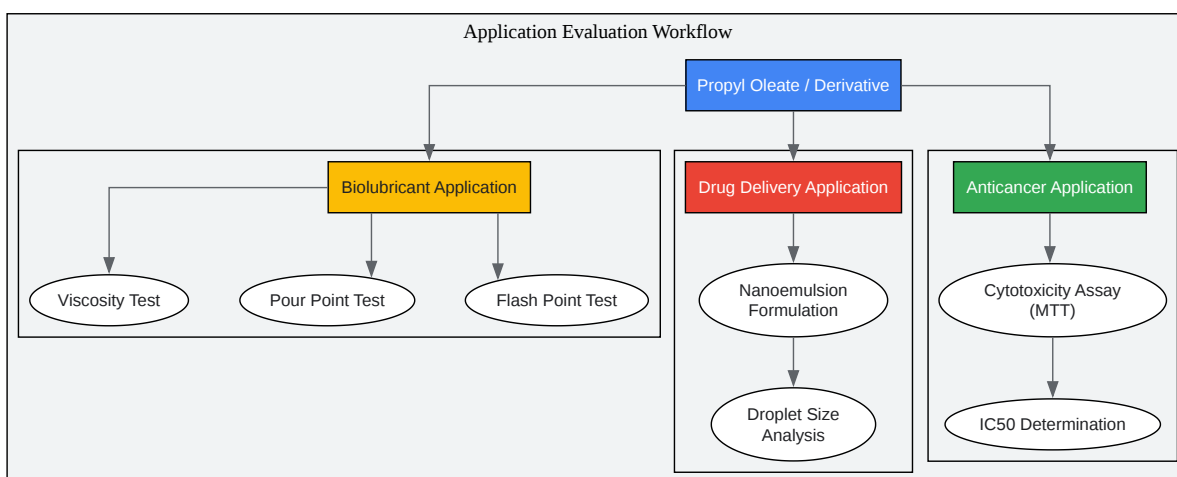 Application Evaluation Workflow
Propyl Oleate / Derivative
Biolubricant Application
Drug Delivery Application
Anticancer Application
Viscosity Test
Pour Point Test
Flash Point Test
Nanoemulsion
Formulation
Cytotoxicity Assay
(MTT)
Droplet Size
Analysis
IC50 Determination